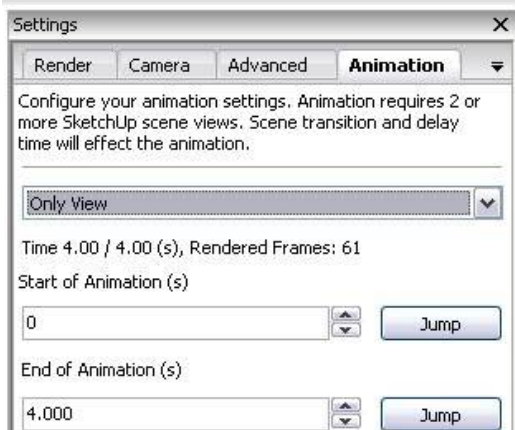 Settings
Render Camera Advanced Animation
Configure your animation settings. Animation requires 2 or
more SketchUp scene views. Scene transition and delay
time will effect the animation.
Only View
Time 4.00 / 4.00 (s), Rendered Frames: 61
Start of Animation (s)
0 Jump
End of Animation (s)
4.000 Jump